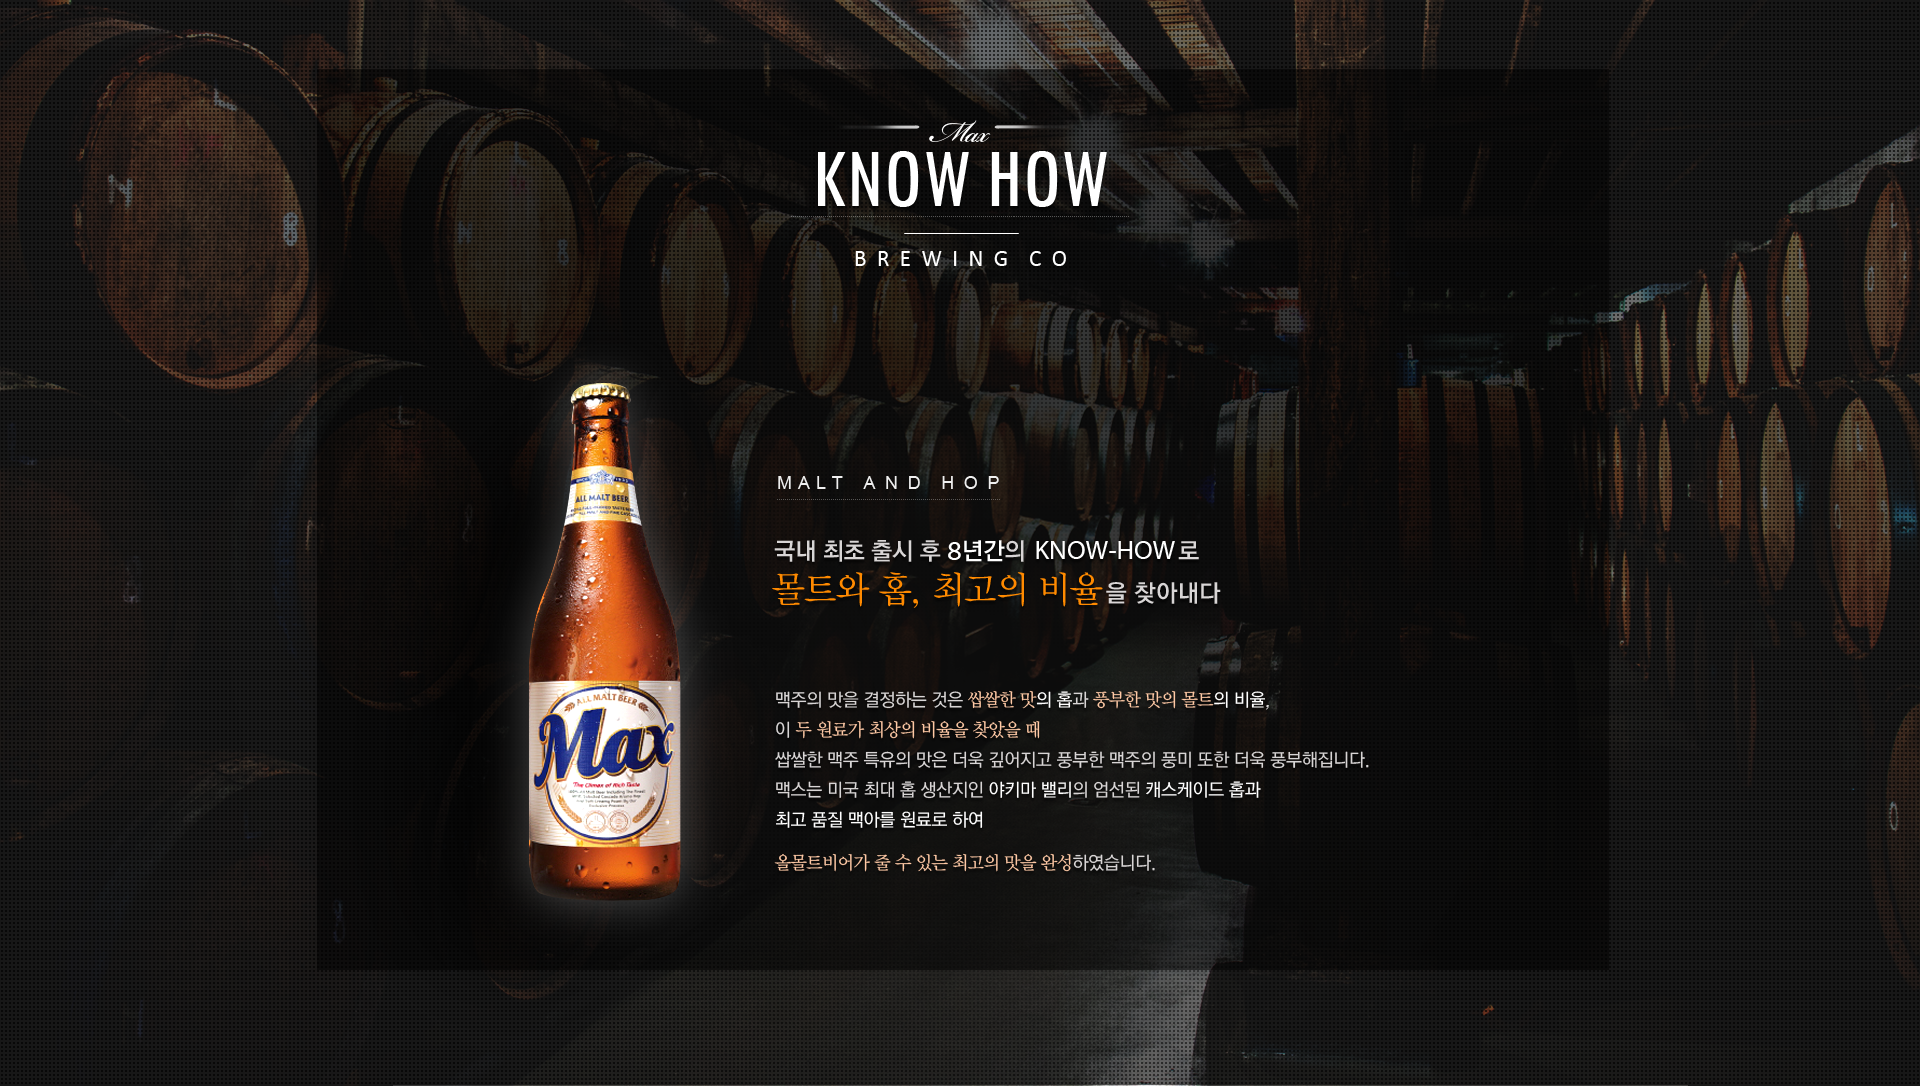 Max
KNOW HOW
BREWING CO
MALT AND HOP
국내 최초 출시 후 8년간의 KNOW-HOW로
몰트와 홉, 최고의 비율을 찾아내다
맥주의 맛을 결정하는 것은 쌉쌀한 맛의 홉과 풍부한 맛의 몰트의 비율,
이 두 원료가 최상의 비율을 찾았을 때
쌉쌀한 맥주 특유의 맛은 더욱 깊어지고 풍부한 맥주의 풍미 또한 더욱 풍부해집니다.
맥스는 미국 최대 홉 생산지인 야키마 밸리의 엄선된 캐스케이드 홉과
최고 품질 맥아를 원료로 하여
올몰트비어가 줄 수 있는 최고의 맛을 완성하였습니다.
ALL MALT BEER
ALL MALT BEER
Max
The Climax of Rich Taste